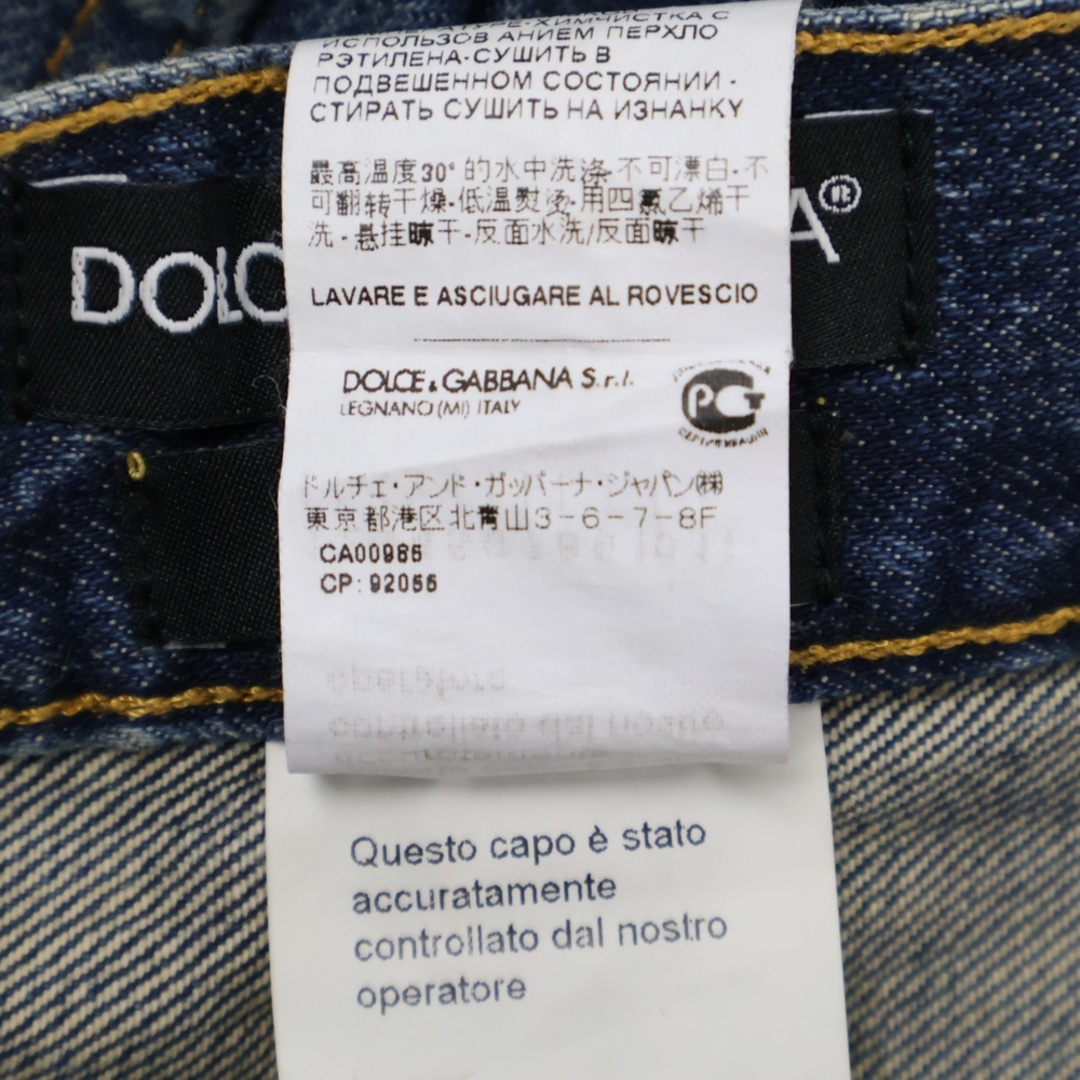 ИСПОЛЬЗОВ АНИЕМ ПЕРХЛО
РЭТИЛЕНА-СУШИТЬ В
ПОДВЕШЕННОМ СОСТОЯНИИ -
СТИРАТЬ СУШИТЬ НА ИЗНАНКУ
最高温度30° 的水中洗涤-不可漂白-不
可翻转干燥-低温熨烫-用四氯乙烯干
洗-悬挂晾干-反面水洗/反面晾干
DOLC
A®
LAVARE E ASCIUGARE AL ROVESCIO
DOLCE & GABBANA S.r.l.
LEGNANO (MI) ITALY
РСТ
ドルチェ・アンド・ガッバーナ・ジャパン㈱
東京都港区北青山3-6-7-8F
CA00985
CP: 92055
Questo capo è stato
accuratamente
controllato dal nostro
operatore